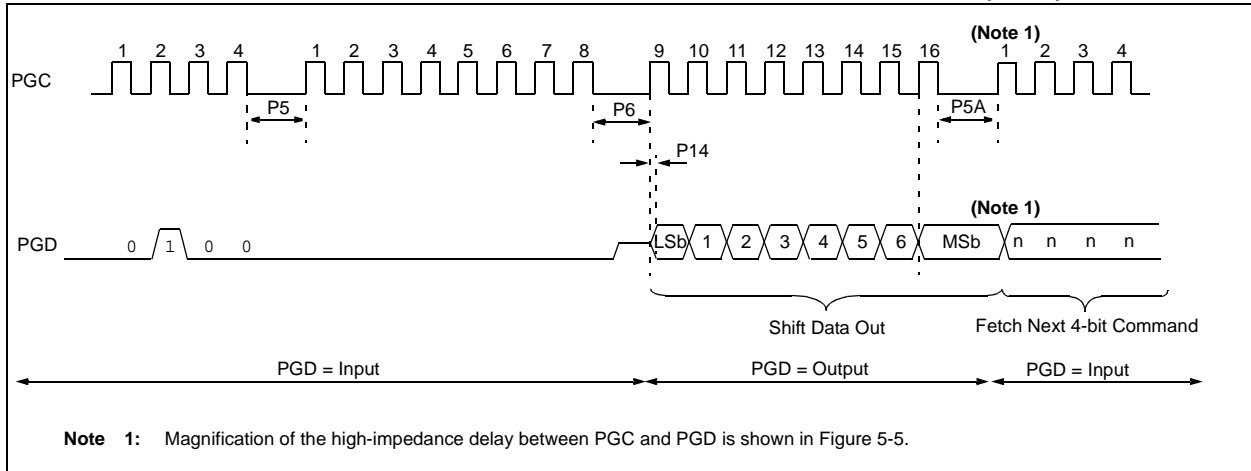 (Note 1)
1 2 3 4 1 2 3 4 5 6 7 8 9 10 11 12 13 14 15 16 1 2 3 4
PGC
P5 P6 P5A
P14
(Note 1)
PGD 0 1 0 0 LSb 1 2 3 4 5 6 MSb n n n n
Shift Data Out Fetch Next 4-bit Command
PGD = Input PGD = Output PGD = Input
Note 1: Magnification of the high-impedance delay between PGC and PGD is shown in Figure 5-5.